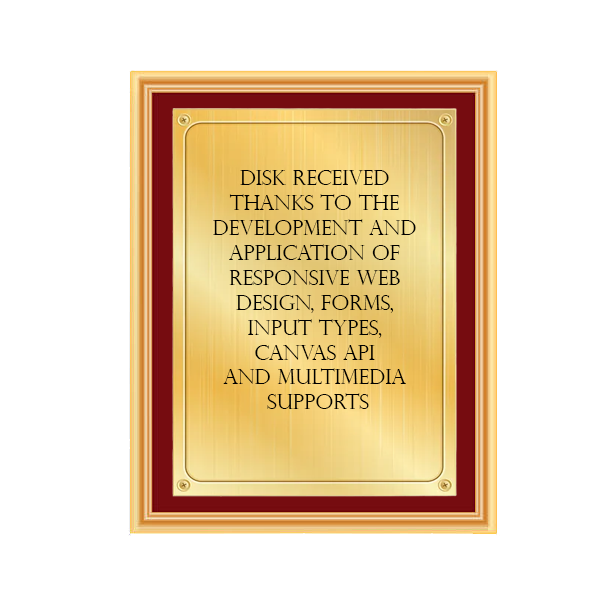 DISK RECEIVED
THANKS TO THE
DEVELOPMENT AND
APPLICATION OF
RESPONSIVE WEB
DESIGN, FORMS,
INPUT TYPES,
CANVAS API
AND MULTIMEDIA
SUPPORTS